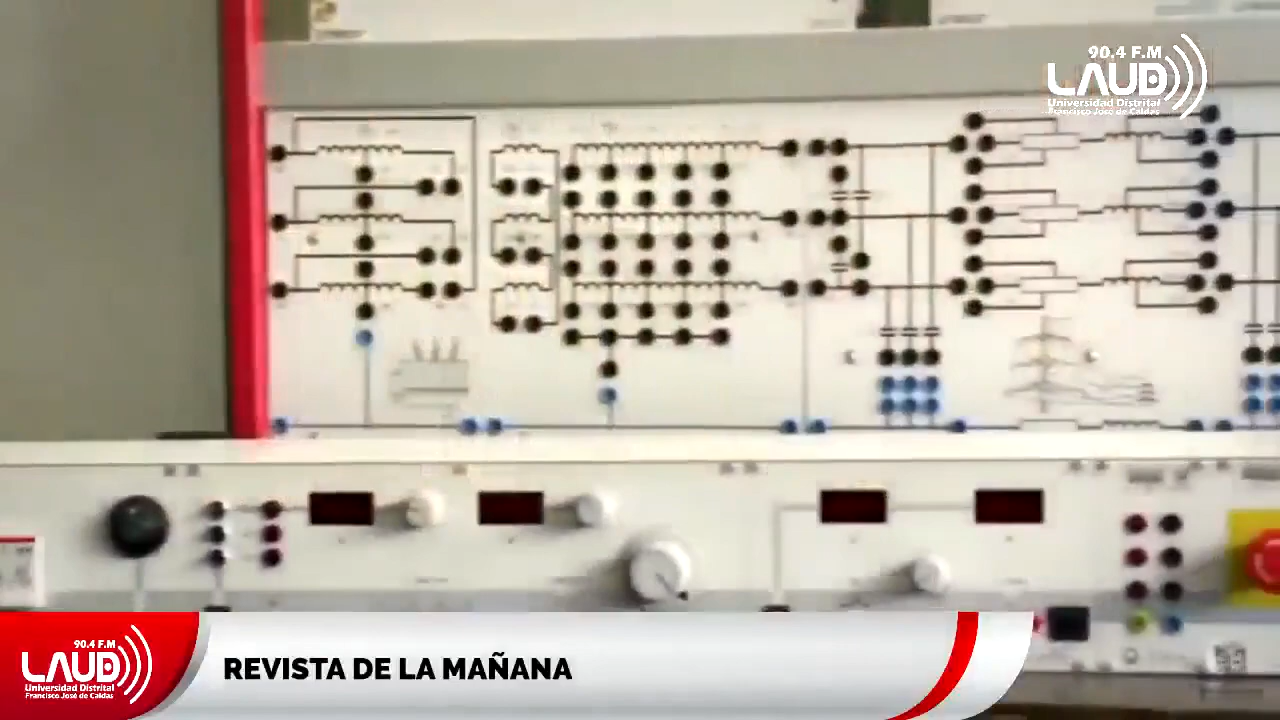 90.4 F.M
LAUD
Universidad Distrital
Francisco José de Caldas
90.4 F.M
LAUD
Universidad Distrital
Francisco José de Caldas
REVISTA DE LA MAÑANA